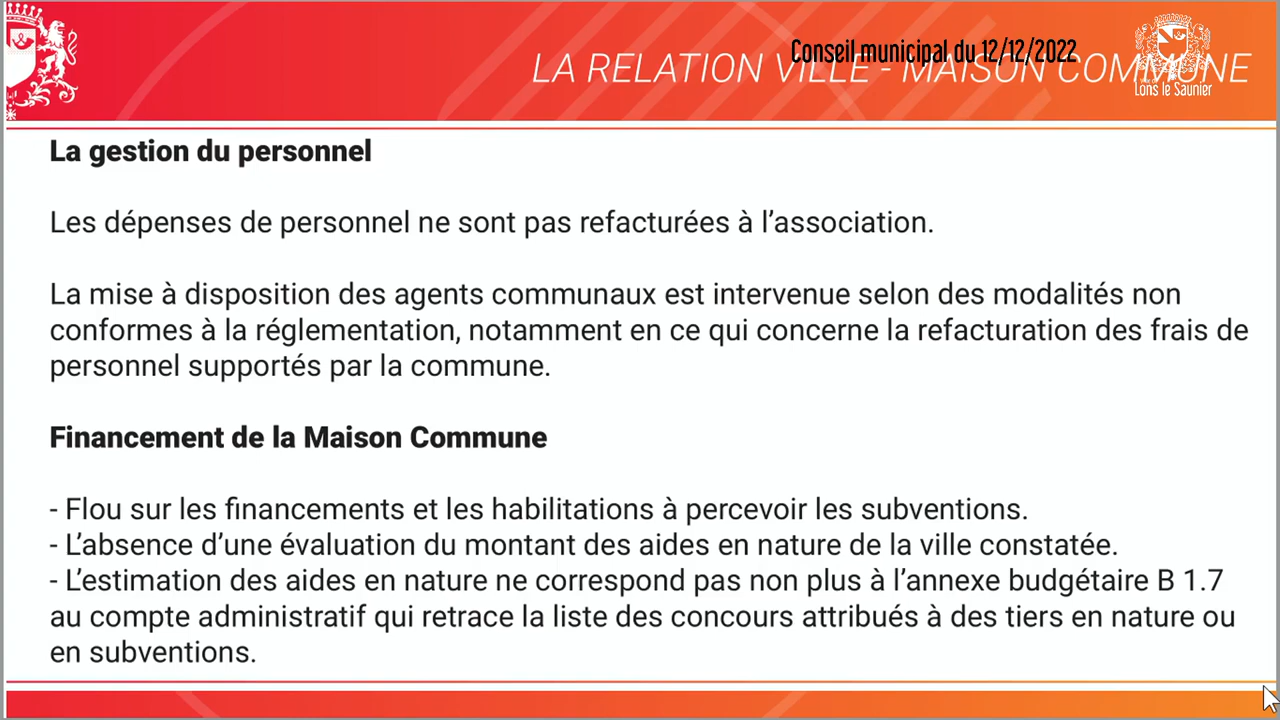 Conseil municipal du 12/12/2022
LA RELATION VILLE - MAISON COMMUNE
Lons le Saunier
La gestion du personnel
Les dépenses de personnel ne sont pas refacturées à l’association.
La mise à disposition des agents communaux est intervenue selon des modalités non
conformes à la réglementation, notamment en ce qui concerne la refacturation des frais de
personnel supportés par la commune.
Financement de la Maison Commune
- Flou sur les financements et les habilitations à percevoir les subventions.
- L’absence d’une évaluation du montant des aides en nature de la ville constatée.
- L’estimation des aides en nature ne correspond pas non plus à l’annexe budgétaire B 1.7
au compte administratif qui retrace la liste des concours attribués à des tiers en nature ou
en subventions.